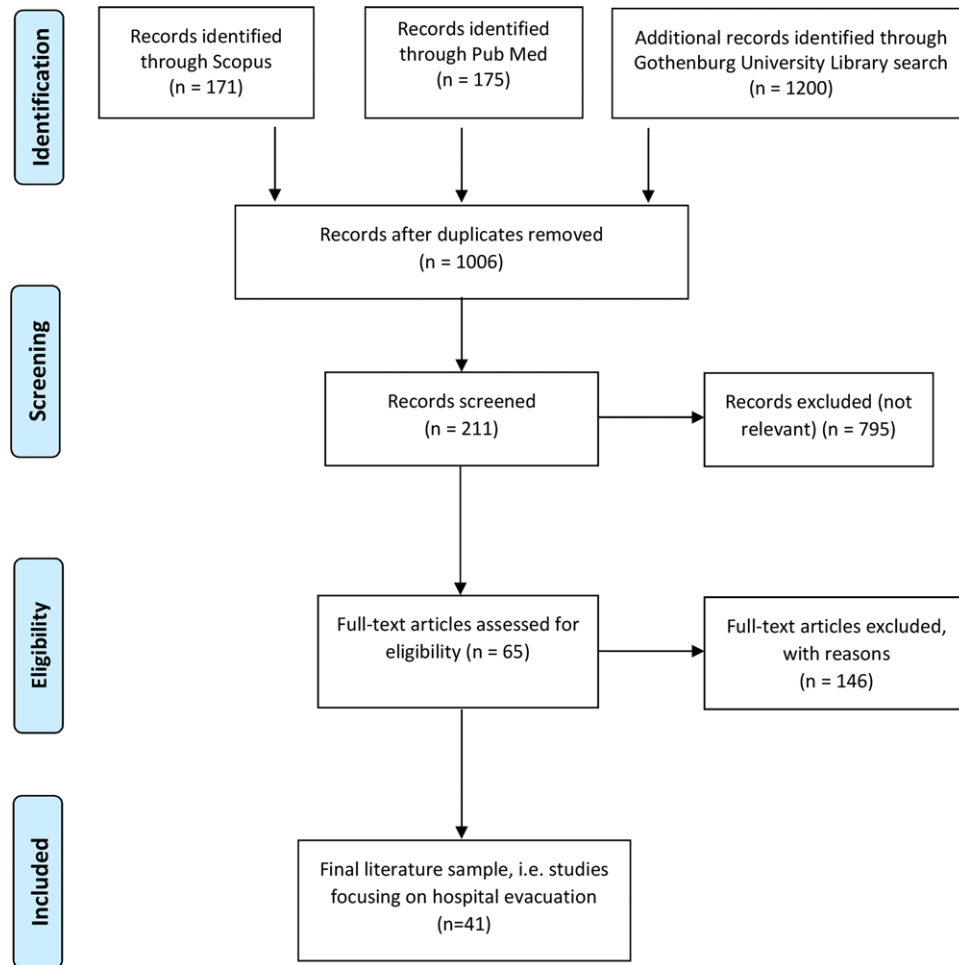 Identification
Records identified
through Scopus
(n = 171)
Records identified
through Pub Med
(n = 175)
Additional records identified through
Gothenburg University Library search
(n = 1200)
Records after duplicates removed
(n = 1006)
Screening
Records screened
(n = 211)
Records excluded (not
relevant) (n = 795)
Eligibility
Full-text articles assessed for
eligibility (n = 65)
Full-text articles excluded,
with reasons
(n = 146)
Included
Final literature sample, i.e. studies
focusing on hospital evacuation
(n=41)